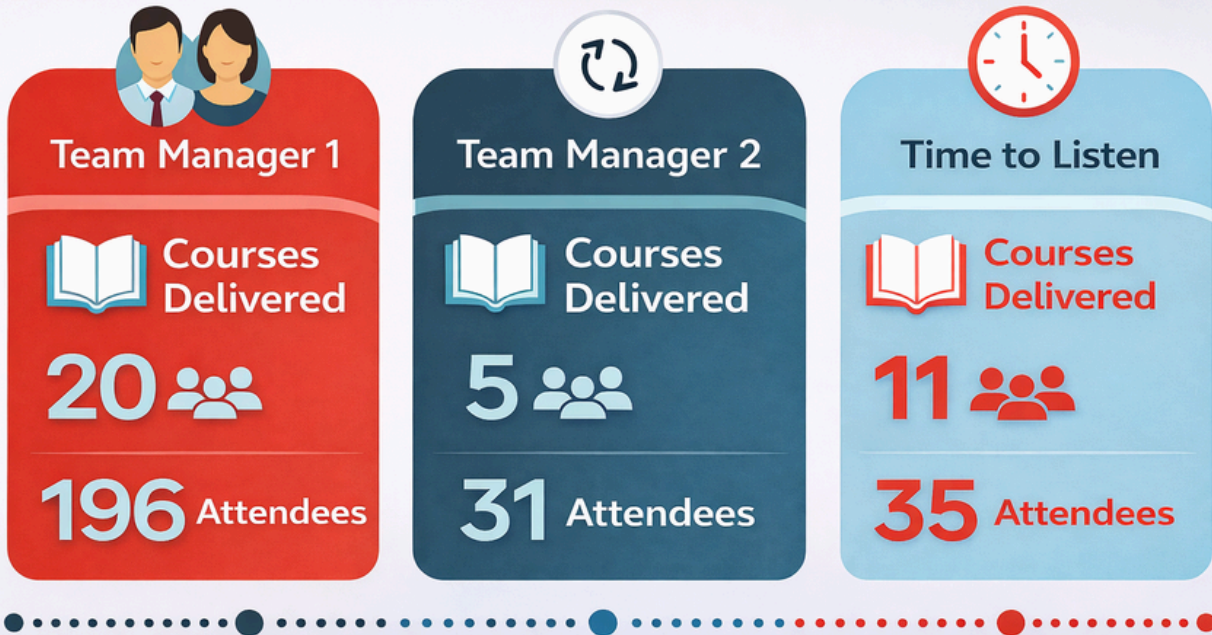 Team Manager 1
Courses
Delivered
20
196 Attendees
Team Manager 2
Courses
Delivered
5
31 Attendees
Time to Listen
Courses
Delivered
11
35 Attendees